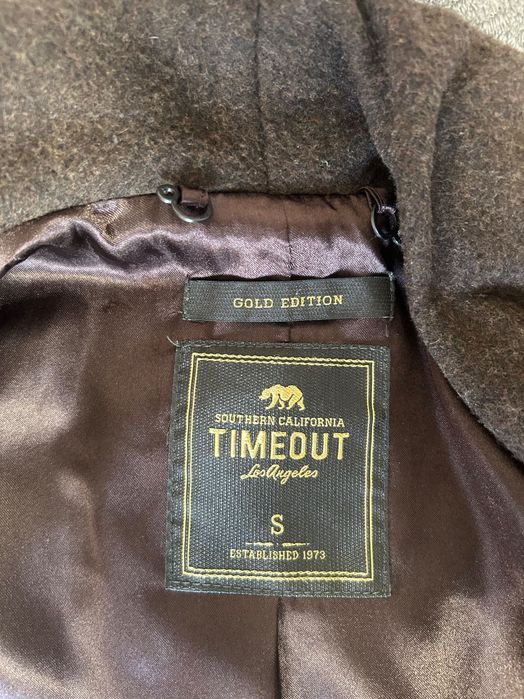 GOLD EDITION
SOUTHERN CALIFORNIA
TIMEOUT
Los Angeles
S
ESTABLISHED 1973